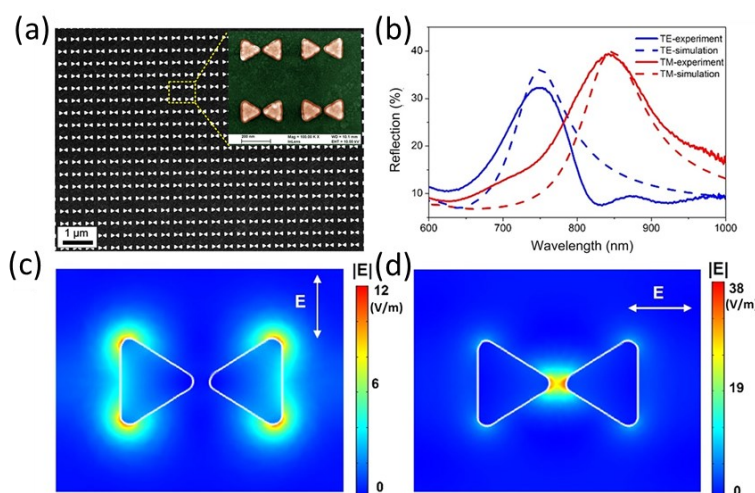 (a)
200 nm
1 µm
(b)
TE-experiment
TE-simulation
TM-experiment
TM-simulation
Reflection (%)
40
30
20
10
600
700
800
900
1000
Wavelength (nm)
(c)
E
|E|
12
(V/m)
6
0
(d)
E
|E|
38
(V/m)
19
0